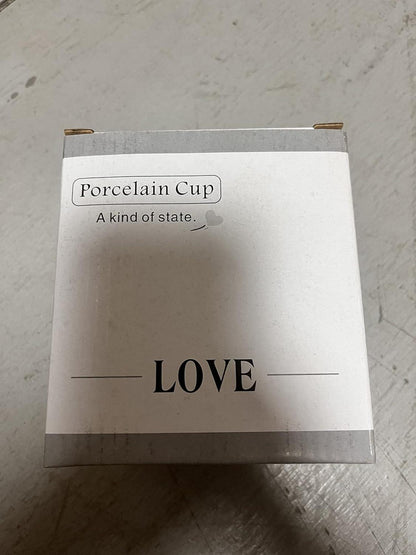 Porcelain Cup
A kind of state.
LOVE